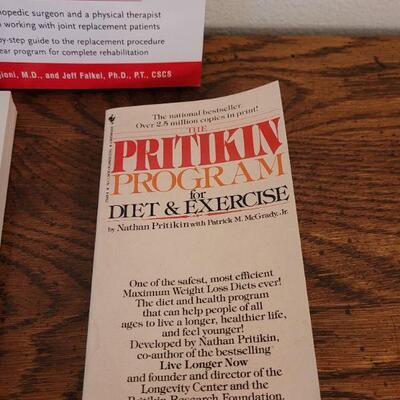 opedic surgeon and a physical therapist
working with joint replacement patients
-by-step guide to the replacement procedure
ear program for complete rehabilitation
gioni, M.D., and Jeff Falkel, Ph.D., P.T., CSCS
The national bestseller.
Over 2.5 million copies in print!
THE
PRITIKIN
PROGRAM
for
DIET & EXERCISE
by Nathan Pritikin with Patrick M. McGrady, Jr.
One of the safest, most efficient
Maximum Weight Loss Diets ever!
The diet and health program
that can help people of all
ages to live a longer, healthier life,
and feel younger!
Developed by Nathan Pritikin,
co-author of the bestselling
Live Longer Now
and founder and director of the
Longevity Center and the
Pritikin Research Foundation.